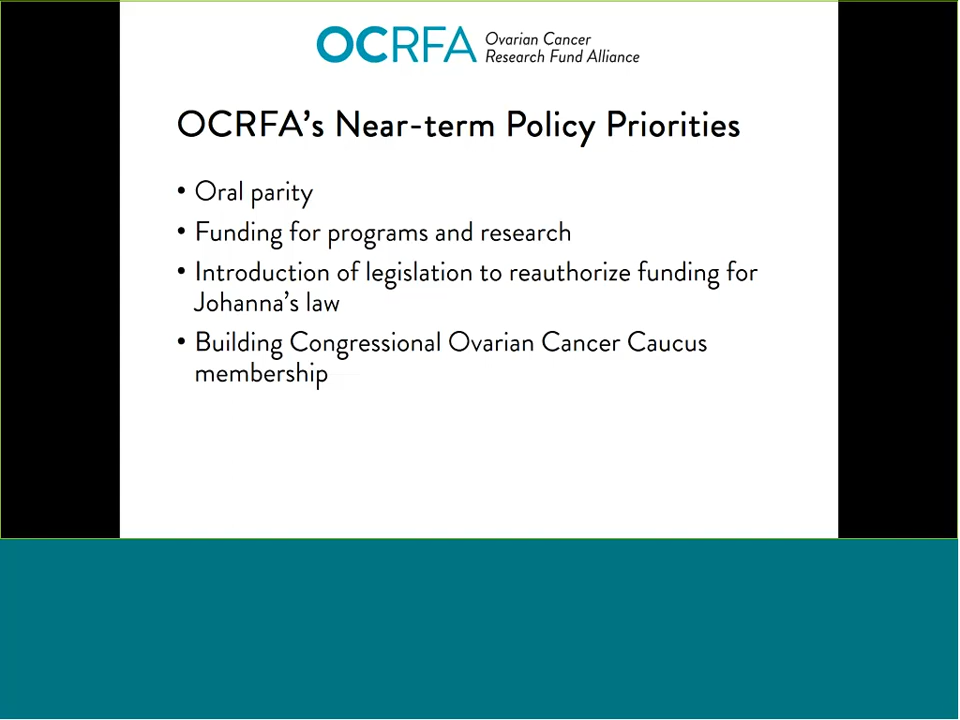 OCRFA Ovarian Cancer
Research Fund Alliance
OCRFA's Near-term Policy Priorities
• Oral parity
• Funding for programs and research
• Introduction of legislation to reauthorize funding for
Johanna's law
• Building Congressional Ovarian Cancer Caucus
membership